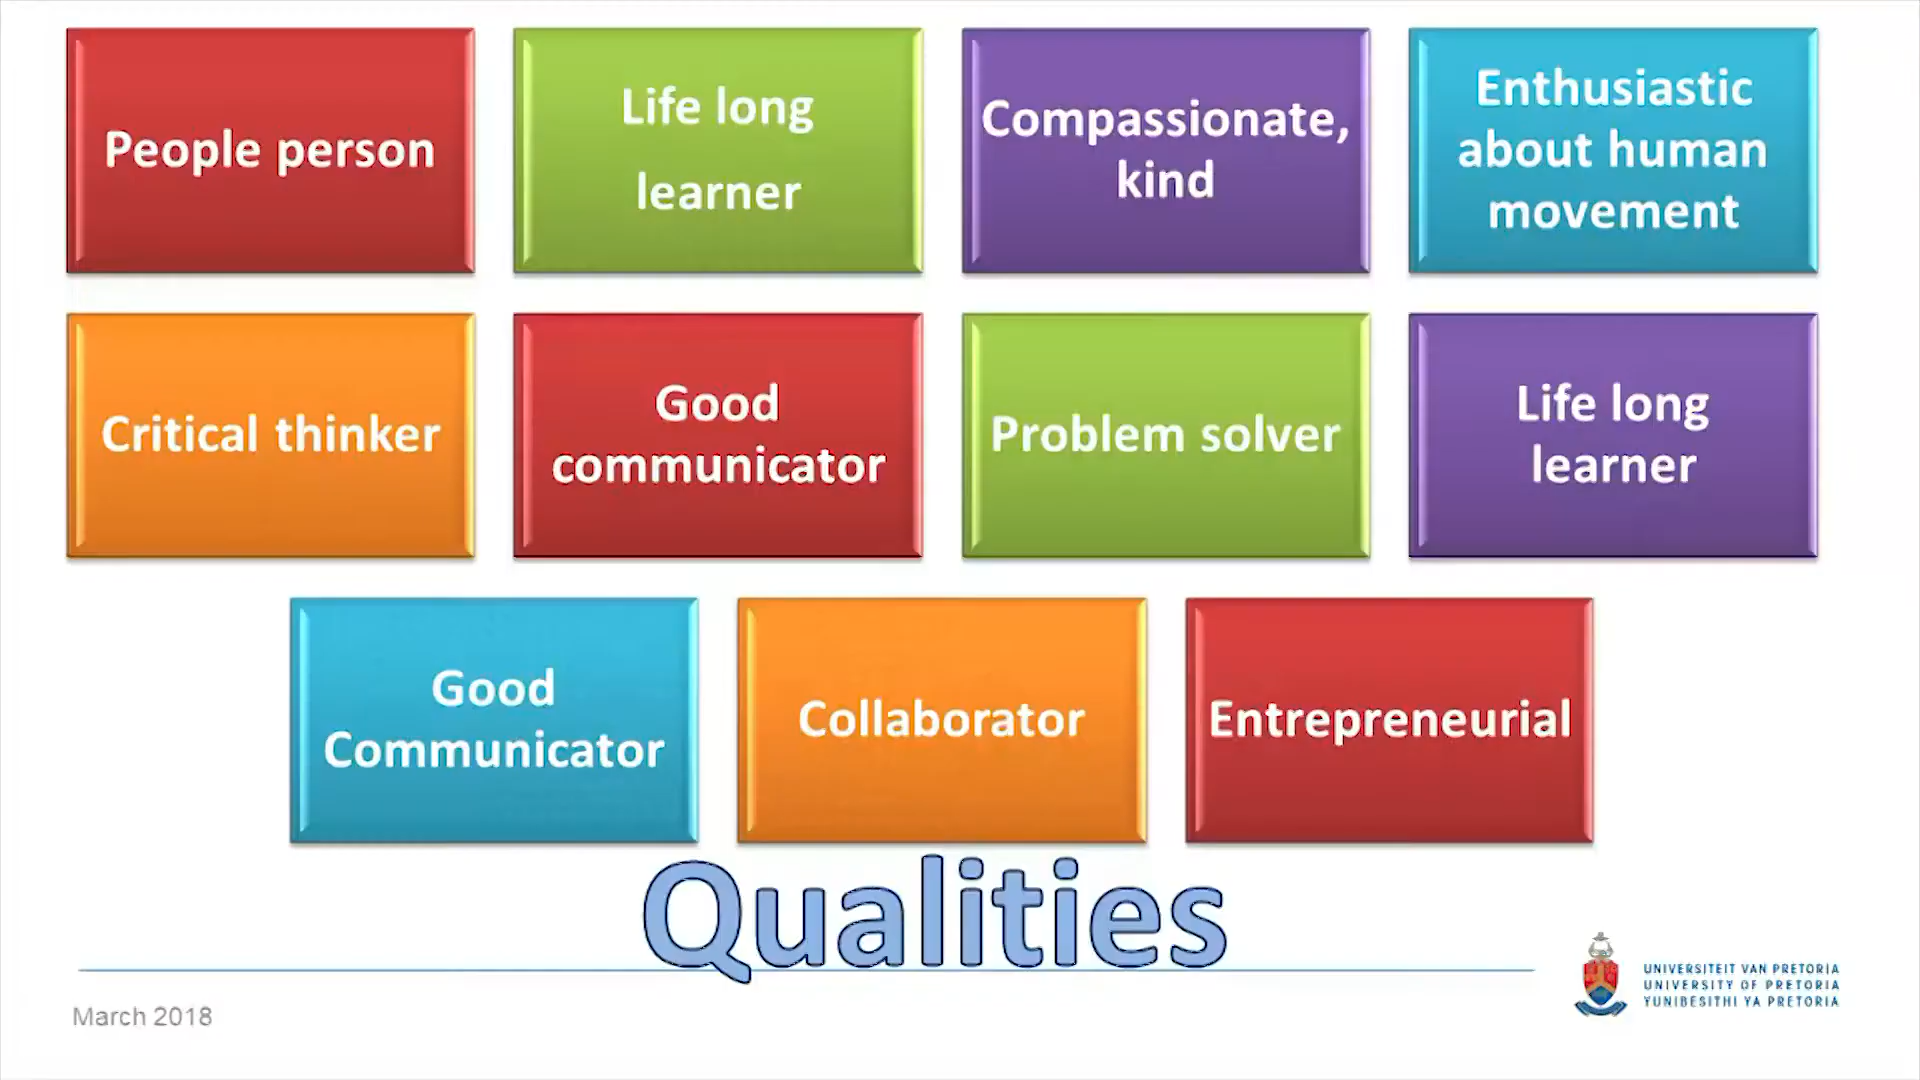 People person
Life long
learner
Compassionate,
kind
Enthusiastic
about human
movement
Critical thinker
Good
communicator
Problem solver
Life long
learner
Good
Communicator
Collaborator
Entrepreneurial
Qualities
March 2018
UNIVERSITEIT VAN PRETORIA
UNIVERSITY OF PRETORIA
YUNIBESITHI YA PRETORIA